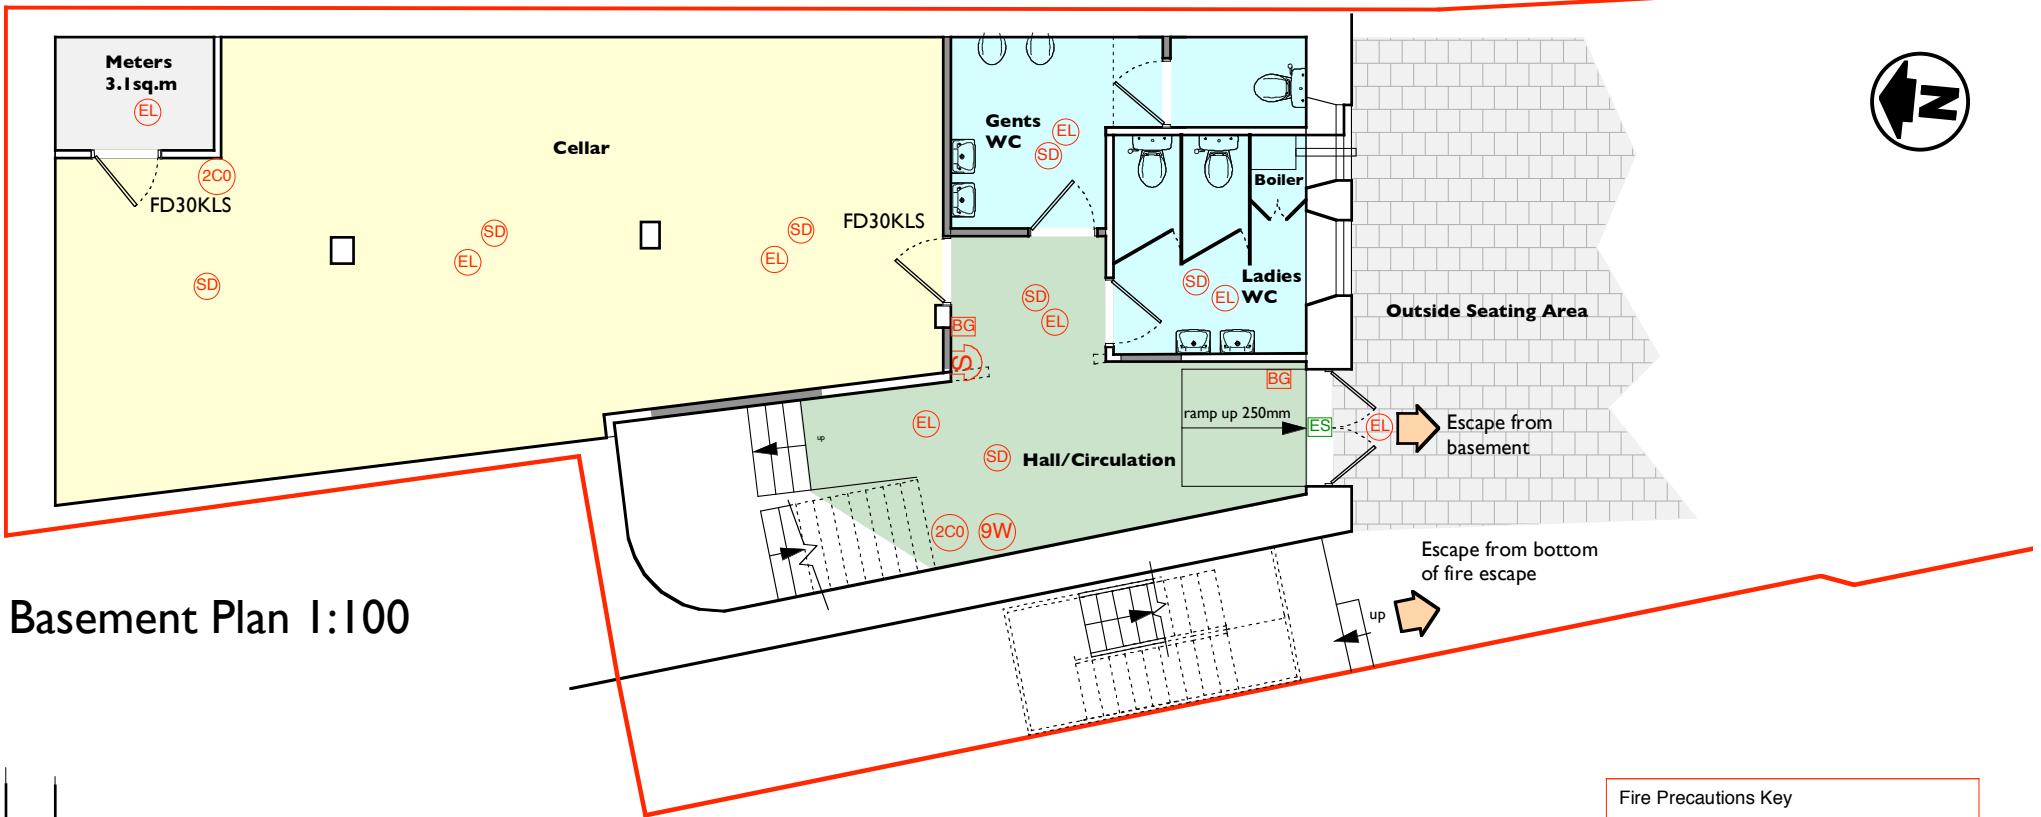 Meters
3.1sq.m
EL
Cellar
2C0
FD30KLS
SD
SD
EL
SD
EL
FD30KLS
Gents
WC
EL
SD
Boiler
SD
Ladies
EL
WC
SD
EL
BG
S
N
Outside Seating Area
BG
ramp up 250mm
ES
EL
Escape from
basement
up
EL
SD
Hall/Circulation
2C0
9W
Escape from bottom
of fire escape
up
Basement Plan 1:100
Fire Precautions Key